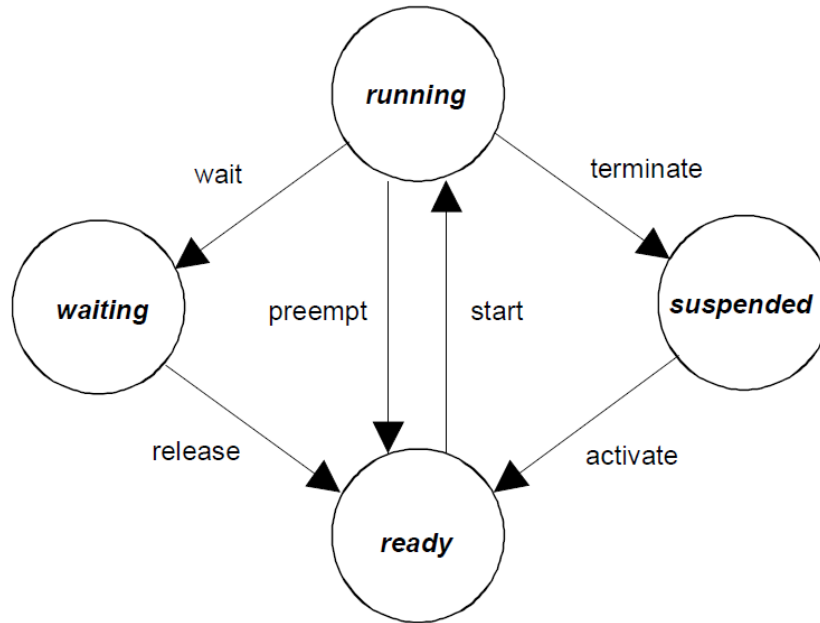 running
wait
terminate
waiting
preempt
start
suspended
release
activate
ready